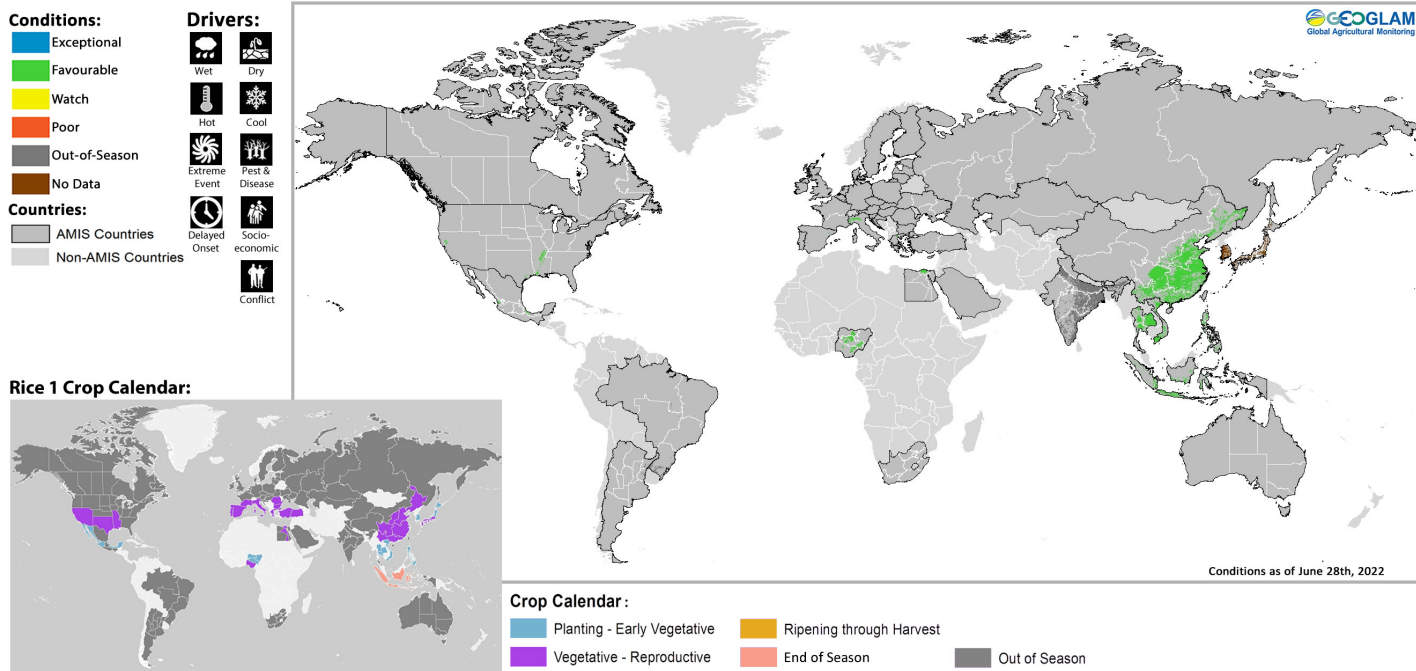 Conditions:
Exceptional
Favourable
Watch
Poor
Out-of-Season
No Data
Countries:
AMIS Countries
Non-AMIS Countries
Drivers:
Wet
Dry
Hot
Cool
Extreme
Event
Pest &
Disease
Delayed
Onset
Socio-
economic
Conflict
GEOGLAM
Global Agricultural Monitoring
Rice 1 Crop Calendar:
Conditions as of June 28th, 2022
Crop Calendar :
Planting - Early Vegetative
Ripening through Harvest
Vegetative - Reproductive
End of Season
Out of Season